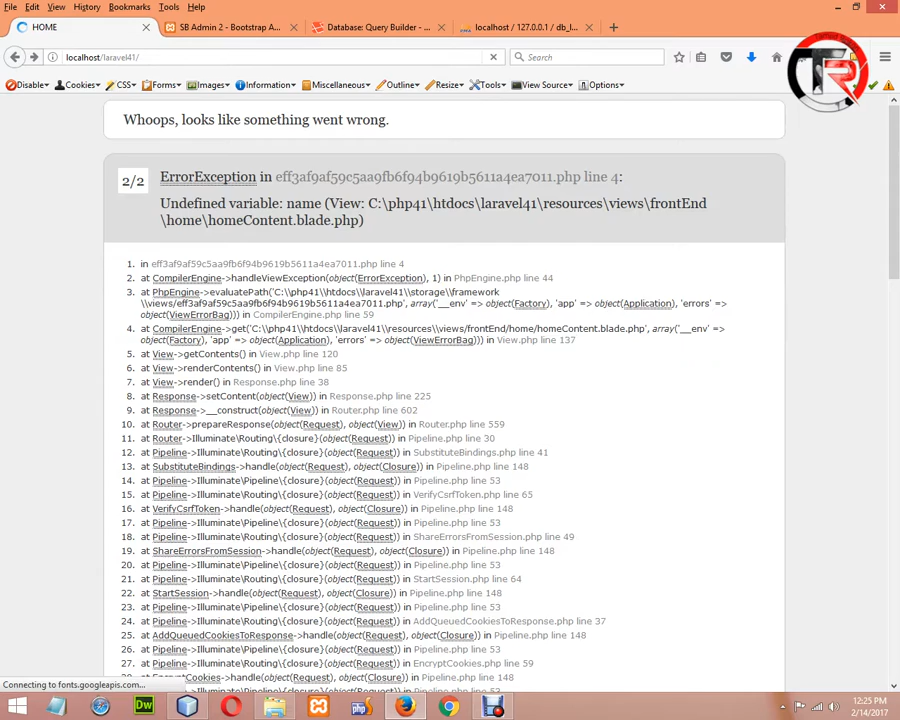 File Edit View History Bookmarks Tools Help
HOME
SB Admin 2 - Bootstrap A...
Database: Query Builder - ...
localhost / 127.0.0.1 / db_l...
localhost/laravel41/
Search
Disable Cookies CSS Forms Images Information Miscellaneous Outline Resize Tools View Source Options
TR
Whoops, looks like something went wrong.
2/2
ErrorException in eff3af9af59c5aa9fb6f94b9619b5611a4ea7011.php line 4:
Undefined variable: name (View: C:\php41\htdocs\laravel41\resources\views\frontEnd
\home\homeContent.blade.php)
1. in eff3af9af59c5aa9fb6f94b9619b5611a4ea7011.php line 4
2. at CompilerEngine->handleViewException(object(ErrorException), 1) in PhpEngine.php line 44
3. at PhpEngine->evaluatePath('C:\\php41\\htdocs\\laravel41\\storage\\framework
\\views/eff3af9af59c5aa9fb6f94b9619b5611a4ea7011.php', array('__env' => object(Factory), 'app' => object(Application), 'errors' =>
object(ViewErrorBag))) in CompilerEngine.php line 59
4. at CompilerEngine->get('C:\\php41\\htdocs\\laravel41\\resources\\views/frontEnd/home/homeContent.blade.php', array('__env' =>
object(Factory), 'app' => object(Application), 'errors' => object(ViewErrorBag))) in View.php line 137
5. at View->getContents() in View.php line 120
6. at View->renderContents() in View.php line 85
7. at View->render() in Response.php line 38
8. at Response->setContent(object(View)) in Response.php line 225
9. at Response->__construct(object(View)) in Router.php line 602
10. at Router->prepareResponse(object(Request), object(View)) in Router.php line 559
11. at Router->Illuminate\Routing\{closure}(object(Request)) in Pipeline.php line 30
12. at Pipeline->Illuminate\Routing\{closure}(object(Request)) in SubstituteBindings.php line 41
13. at SubstituteBindings->handle(object(Request), object(Closure)) in Pipeline.php line 148
14. at Pipeline->Illuminate\Pipeline\{closure}(object(Request)) in Pipeline.php line 53
15. at Pipeline->Illuminate\Routing\{closure}(object(Request)) in VerifyCsrfToken.php line 65
16. at VerifyCsrfToken->handle(object(Request), object(Closure)) in Pipeline.php line 148
17. at Pipeline->Illuminate\Pipeline\{closure}(object(Request)) in Pipeline.php line 53
18. at Pipeline->Illuminate\Routing\{closure}(object(Request)) in ShareErrorsFromSession.php line 49
19. at ShareErrorsFromSession->handle(object(Request), object(Closure)) in Pipeline.php line 148
20. at Pipeline->Illuminate\Pipeline\{closure}(object(Request)) in Pipeline.php line 53
21. at Pipeline->Illuminate\Routing\{closure}(object(Request)) in StartSession.php line 64
22. at StartSession->handle(object(Request), object(Closure)) in Pipeline.php line 148
23. at Pipeline->Illuminate\Pipeline\{closure}(object(Request)) in Pipeline.php line 53
24. at Pipeline->Illuminate\Routing\{closure}(object(Request)) in AddQueuedCookiesToResponse.php line 37
25. at AddQueuedCookiesToResponse->handle(object(Request), object(Closure)) in Pipeline.php line 148
26. at Pipeline->Illuminate\Pipeline\{closure}(object(Request)) in Pipeline.php line 53
27. at Pipeline->Illuminate\Routing\{closure}(object(Request)) in EncryptCookies.php line 59
EncryptCookies->handle(object(Request), object(Closure)) in Pipeline.php line 148
Connecting to fonts.googleapis.com...
Dw
php
12:25 PM
2/14/2017